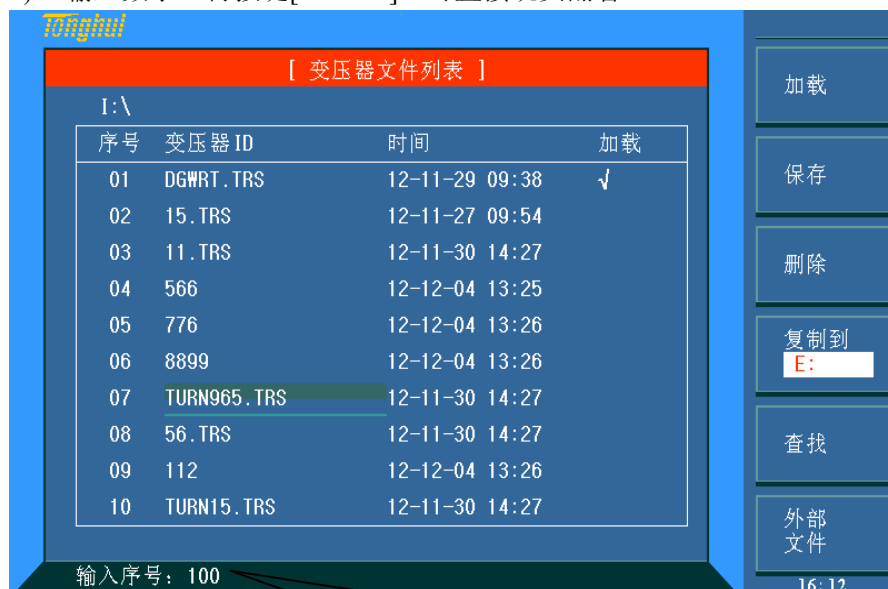 Tonghui
[ 变压器文件列表 ]
I:\
序号 变压器ID 时间 加载
01 DGWRT.TRS 12-11-29 09:38 √
02 15.TRS 12-11-27 09:54
03 11.TRS 12-11-30 14:27
04 566 12-12-04 13:25
05 776 12-12-04 13:26
06 8899 12-12-04 13:26
07 TURN965.TRS 12-11-30 14:27
08 56.TRS 12-11-30 14:27
09 112 12-12-04 13:26
10 TURN15.TRS 12-11-30 14:27
输入序号: 100
加载
保存
删除
复制到
E:
查找
外部
文件
16:12